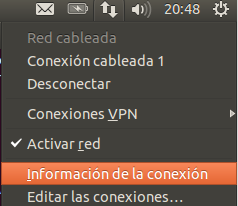 20:48
Red cableada
Conexión cableada 1
Desconectar
Conexiones VPN
Activar red
Información de la conexión
Editar las conexiones…